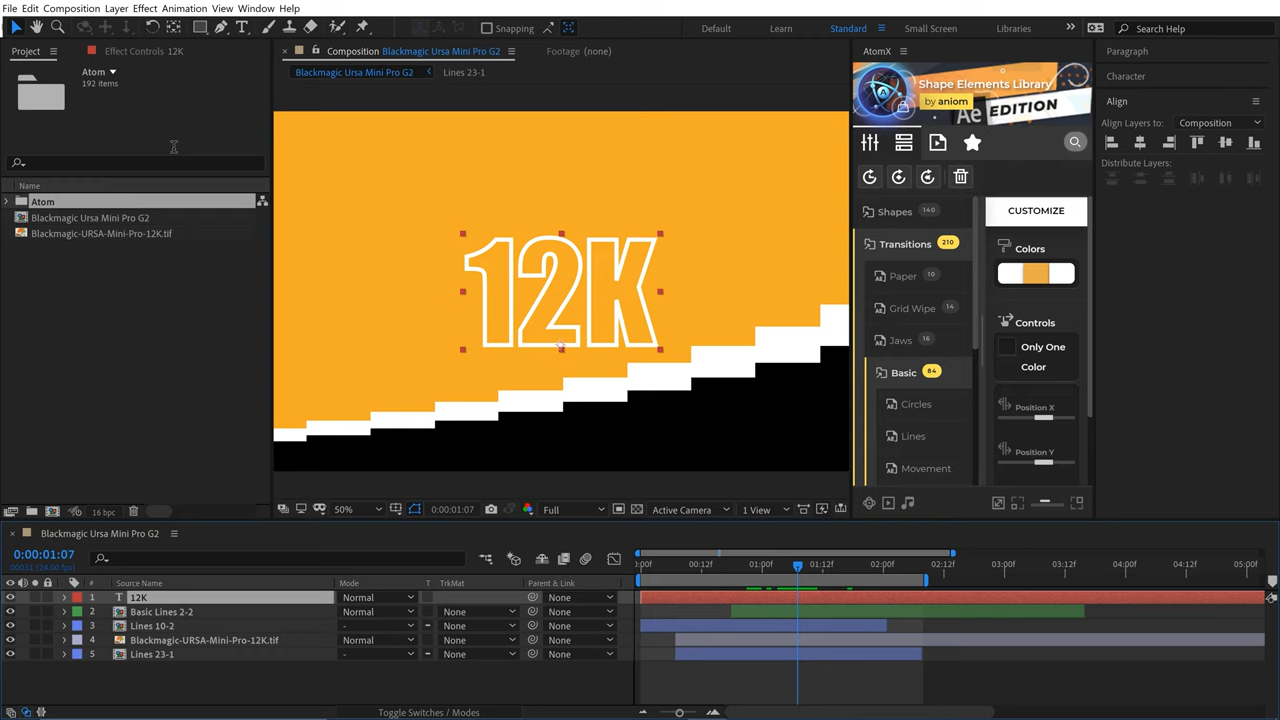 File Edit Composition Layer Effect Animation View Window Help
Snapping
Default Learn Standard Small Screen Libraries Search Help
Project Effect Controls 12K
Composition Blackmagic Ursa Mini Pro G2
Footage (none)
AtomX
Paragraph
Blackmagic Ursa Mini Pro G2 Lines 23-1
Atom
192 items
Character
Shape Elements Library
by aniom
Ae EDITION
Align
Align Layers to: Composition
Distribute Layers:
Name
Atom
Blackmagic Ursa Mini Pro G2
Blackmagic-URSA-Mini-Pro-12K.tif
12K
Shapes 140
Transitions 210
Paper 10
Grid Wipe 14
Jaws 16
Basic 84
Circles
Lines
Movement
CUSTOMIZE
Colors
Controls
Only One
Color
Position X
Position Y
16 bpc
50% 0:00:01:07 Full Active Camera 1 View
Blackmagic Ursa Mini Pro G2
0:00:01:07
00031 (24.00 fps)
:00f 00:12f 01:00f 01:12f 02:00f 02:12f 03:00f 03:12f 04:00f 04:12f 05:00f
# Source Name Mode T TrkMat Parent & Link
1 T 12K Normal None
2 Basic Lines 2-2 Normal None None
3 Lines 10-2 - None None
4 Blackmagic-URSA-Mini-Pro-12K.tif Normal None None
5 Lines 23-1 - None None
Toggle Switches / Modes